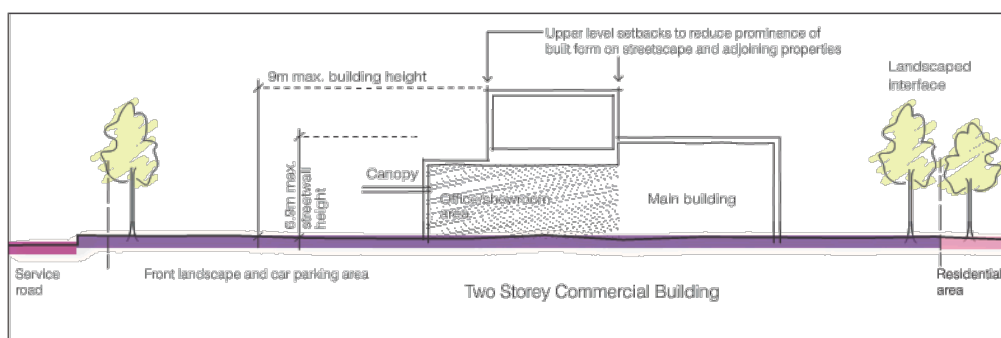 Upper level setbacks to reduce prominence of
built form on streetscape and adjoining properties
9m max. building height
Landscaped
interface
6.9m max.
streetwall
height
Canopy
Office/showroom
area
Main building
Service
road
Front landscape and car parking area
Residential
area
Two Storey Commercial Building